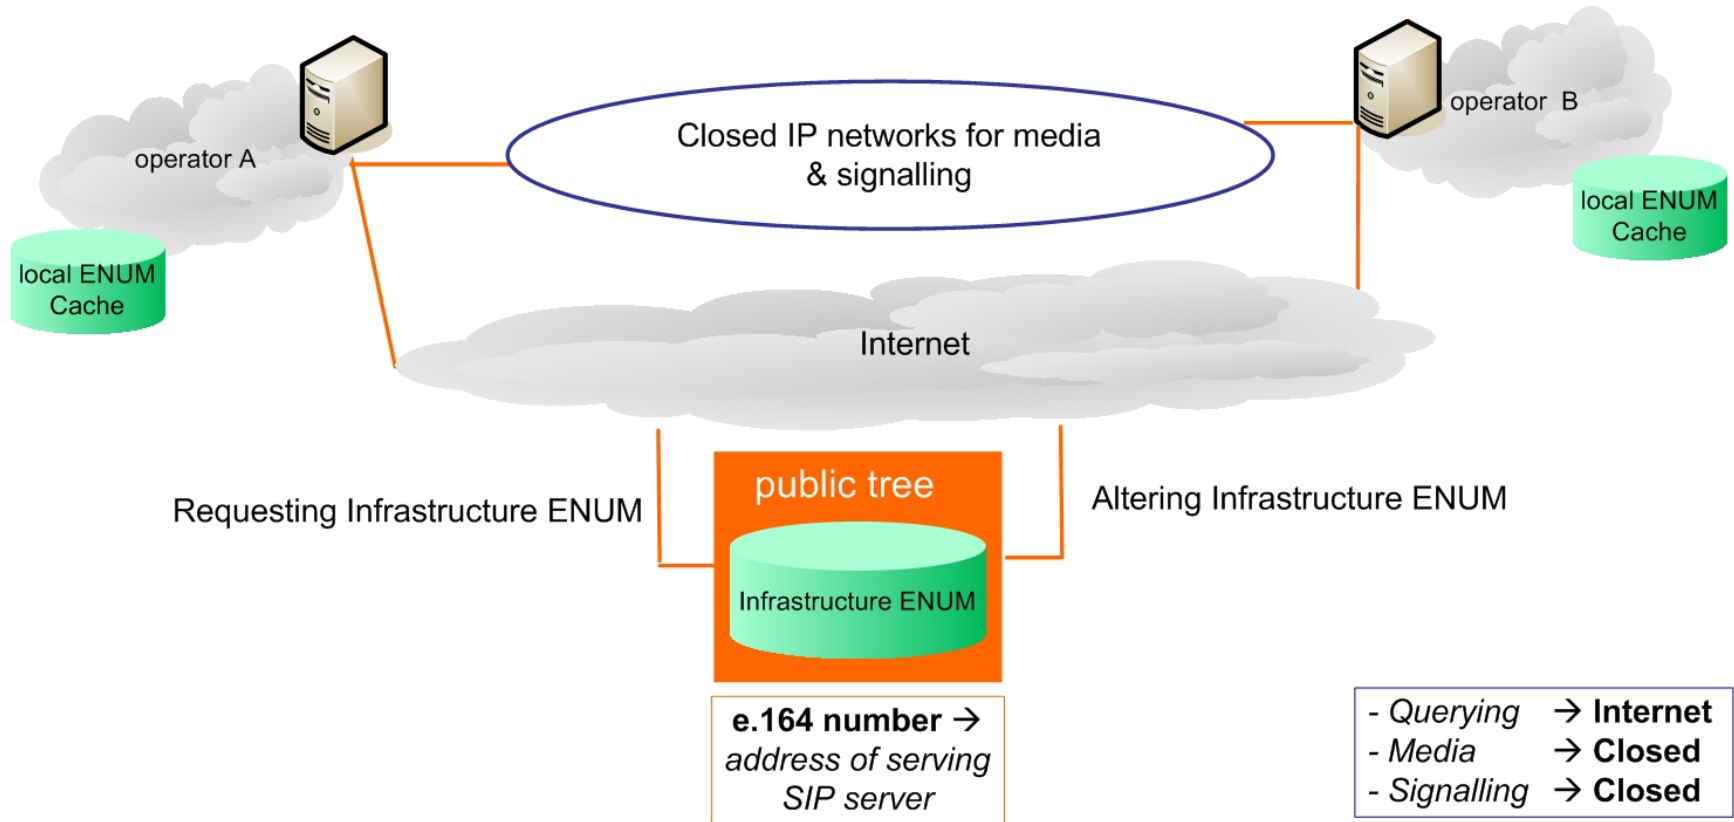 operator A
local ENUM
Cache
Closed IP networks for media
& signalling
operator B
local ENUM
Cache
Internet
Requesting Infrastructure ENUM
public tree
Infrastructure ENUM
Altering Infrastructure ENUM
e.164 number →
address of serving
SIP server
- Querying → Internet
- Media → Closed
- Signalling → Closed